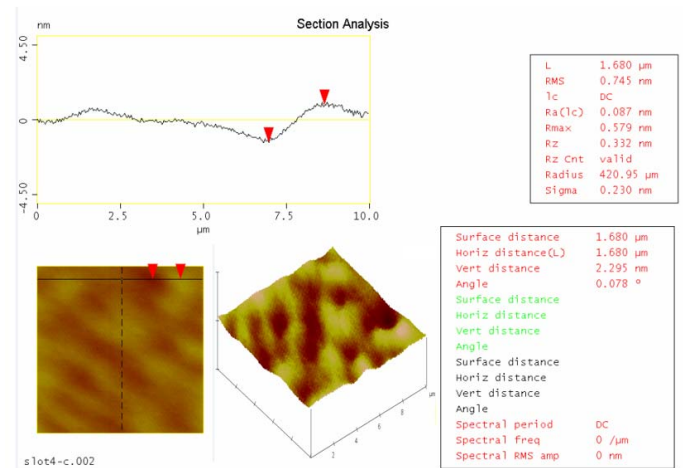 Section Analysis
nm
4.50
0
-4.50
0 2.5 5.0 7.5 10.0
µm
L 1.680 µm
RMS 0.745 nm
lc DC
Ra(lc) 0.087 nm
Rmax 0.579 nm
Rz 0.332 nm
Rz Cnt valid
Radius 420.95 µm
Sigma 0.230 nm
Surface distance 1.680 µm
Horiz distance(L) 1.680 µm
Vert distance 2.295 nm
Angle 0.078 °
Surface distance
Horiz distance
Vert distance
Angle
Surface distance
Horiz distance
Vert distance
Angle
Spectral period DC
Spectral freq 0 /µm
Spectral RMS amp 0 nm
2 4 6 8
µm
slot4-c.002